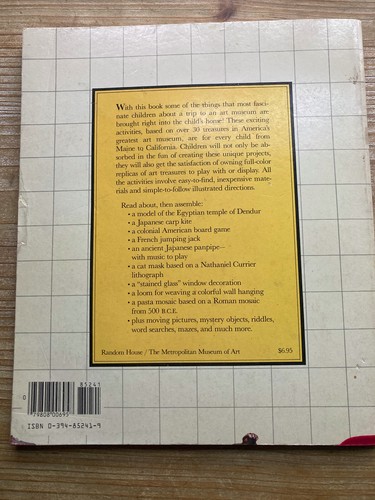 With this book some of the things that most fasci-
nate children about a trip to an art museum are
brought right into the child's home! These exciting
activities, based on over 30 treasures in America's
greatest art museum, are for every child from
Maine to California. Children will not only be ab-
sorbed in the fun of creating these unique projects,
they will also get the satisfaction of owning full-color
replicas of art treasures to play with or display. All
the activities involve easy-to-find, inexpensive mate-
rials and simple-to-follow illustrated directions.
Read about, then assemble:
• a model of the Egyptian temple of Dendur
• a Japanese carp kite
• a colonial American board game
• a French jumping jack
• an ancient Japanese panpipe—
with music to play
• a cat mask based on a Nathaniel Currier
lithograph
• a "stained glass" window decoration
• a loom for weaving a colorful wall hanging
• a pasta mosaic based on a Roman mosaic
from 500 B.C.E.
• plus moving pictures, mystery objects, riddles,
word searches, mazes, and much more.
Random House / The Metropolitan Museum of Art $6.95
85241
0 79808 00695
ISBN 0-394-85241-9